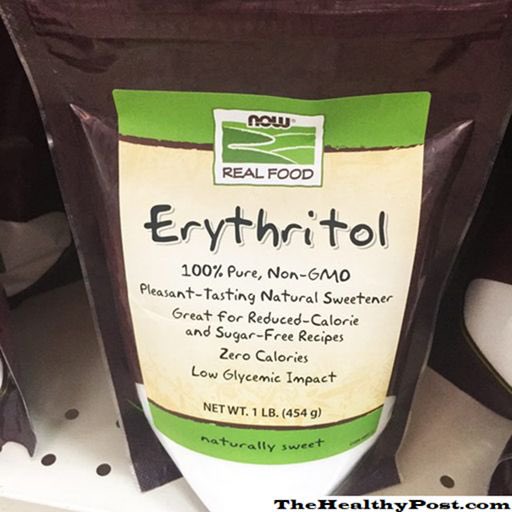 NOW
REAL FOOD
Erythritol
100% Pure, Non-GMO
Pleasant-Tasting Natural Sweetener
Great for Reduced-Calorie
and Sugar-Free Recipes
Zero Calories
Low Glycemic Impact
NET WT. 1 LB. (454 g)
naturally sweet
TheHealthyPost.com